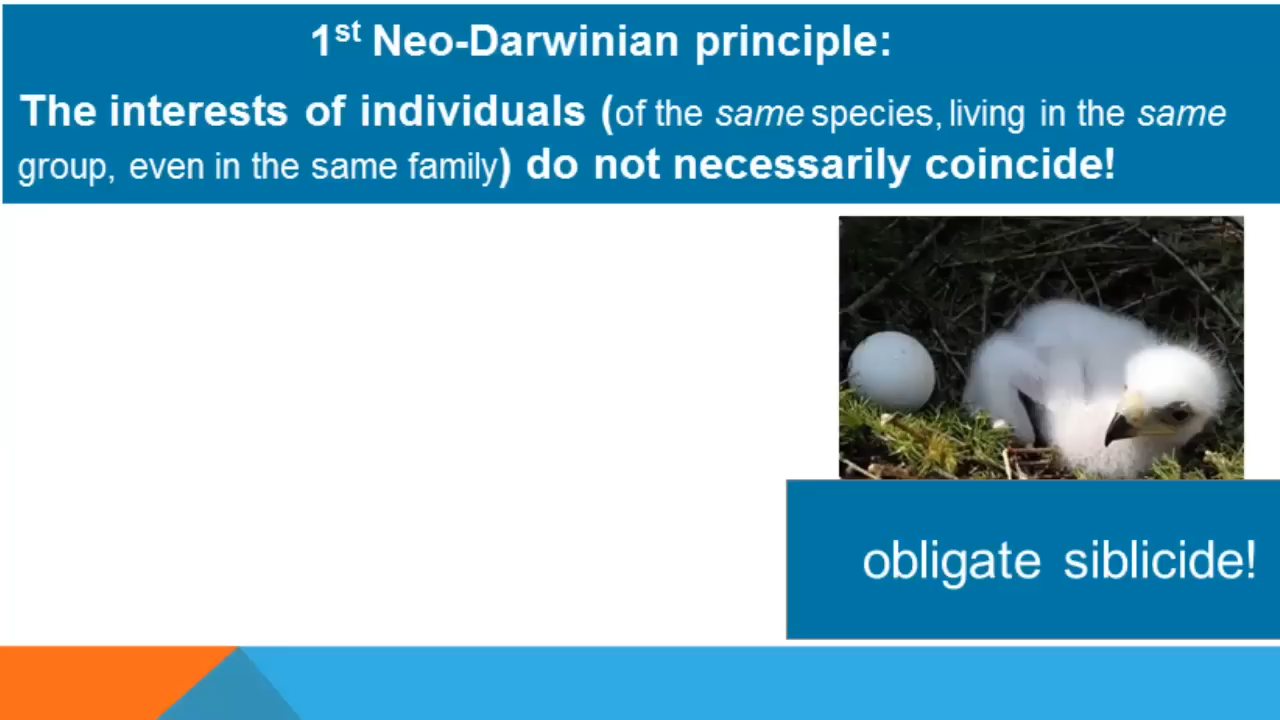 1st Neo-Darwinian principle:
The interests of individuals (of the same species, living in the same
group, even in the same family) do not necessarily coincide!
obligate siblicide!